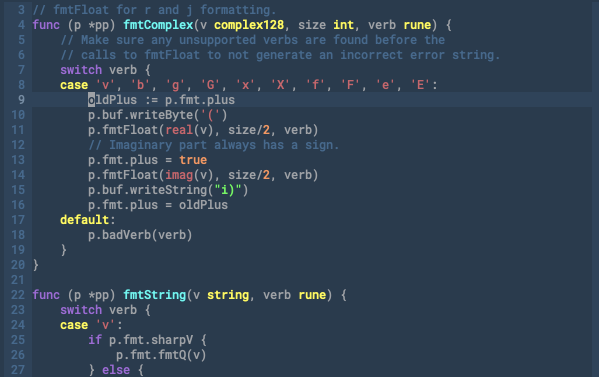 3 // fmtFloat for r and j formatting.
4 func (p *pp) fmtComplex(v complex128, size int, verb rune) {
5     // Make sure any unsupported verbs are found before the
6     // calls to fmtFloat to not generate an incorrect error string.
7     switch verb {
8     case 'v', 'b', 'g', 'G', 'x', 'X', 'f', 'F', 'e', 'E':
9         oldPlus := p.fmt.plus
10         p.buf.writeByte('(')
11         p.fmtFloat(real(v), size/2, verb)
12         // Imaginary part always has a sign.
13         p.fmt.plus = true
14         p.fmtFloat(imag(v), size/2, verb)
15         p.buf.writeString("i)")
16         p.fmt.plus = oldPlus
17     default:
18         p.badVerb(verb)
19     }
20 }
21
22 func (p *pp) fmtString(v string, verb rune) {
23     switch verb {
24     case 'v':
25         if p.fmt.sharpV {
26             p.fmt.fmtQ(v)
27         } else {